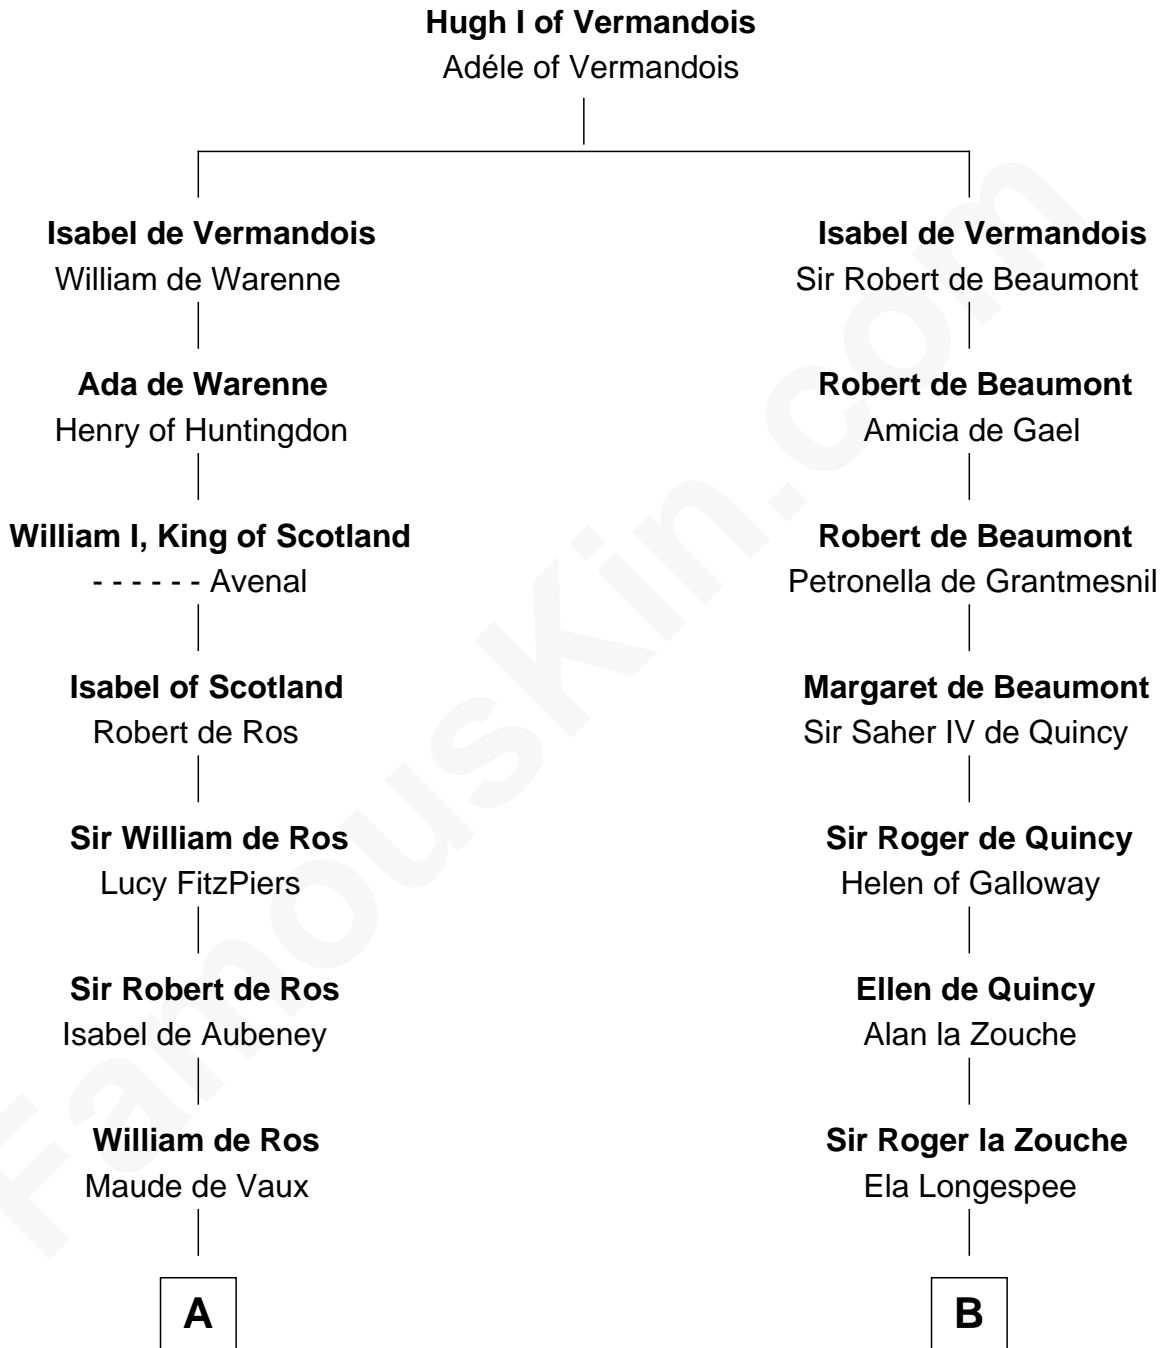 Hugh I of Vermandois
Adéle of Vermandois
Isabel de Vermandois
William de Warenne
Ada de Warenne
Henry of Huntingdon
William I, King of Scotland
- - - - - - Avenal
Isabel of Scotland
Robert de Ros
Sir William de Ros
Lucy FitzPiers
Sir Robert de Ros
Isabel de Aubeney
William de Ros
Maude de Vaux
A
Isabel de Vermandois
Sir Robert de Beaumont
Robert de Beaumont
Amicia de Gael
Robert de Beaumont
Petronella de Grantmesnil
Margaret de Beaumont
Sir Saher IV de Quincy
Sir Roger de Quincy
Helen of Galloway
Ellen de Quincy
Alan la Zouche
Sir Roger la Zouche
Ela Longespee
B
FamousKin.com